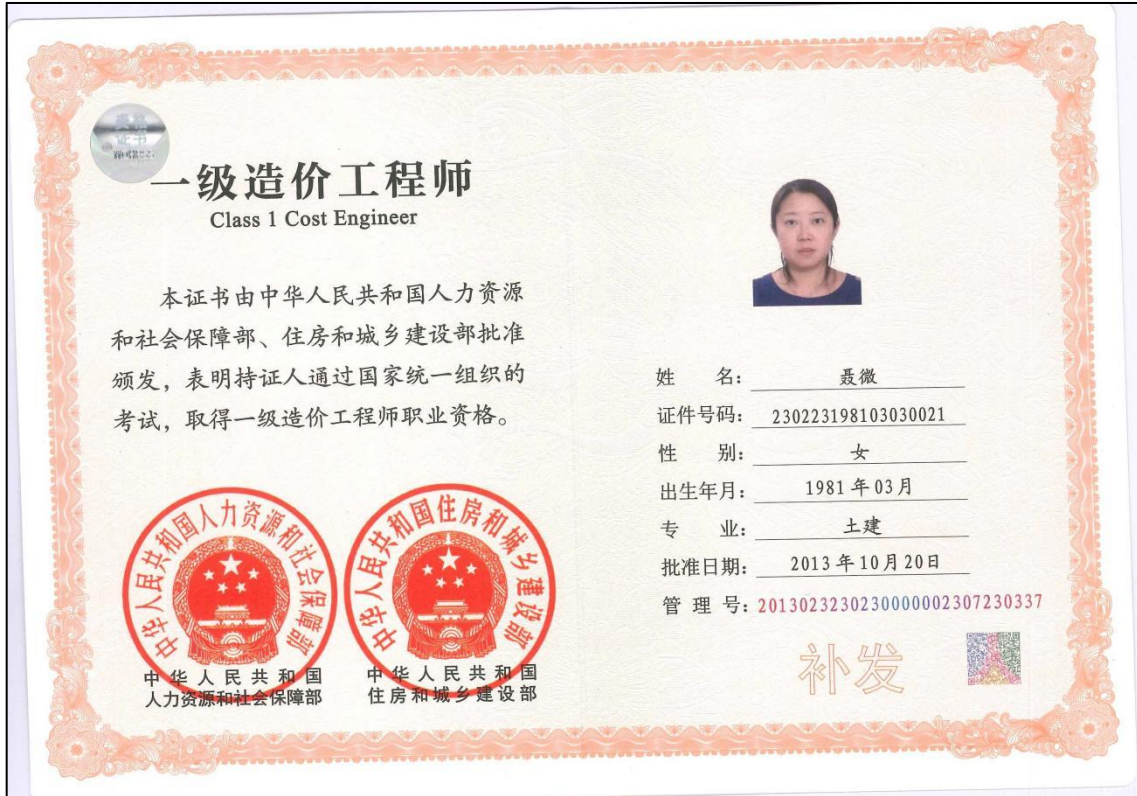 一级造价工程师
Class 1 Cost Engineer
本证书由中华人民共和国人力资源
和社会保障部、住房和城乡建设部批准
颁发，表明持证人通过国家统一组织的
考试，取得一级造价工程师职业资格。
中华人民共和国人力资源和社会保障部
中华人民共和国住房和城乡建设部
中华人民共和国
人力资源和社会保障部
中华人民共和国
住房和城乡建设部
姓 名：聂微
证件号码：230223198103030021
性 别：女
出生年月：1981年03月
专 业：土建
批准日期：2013年10月20日
管 理 号：20130232302300000002307230337
补发